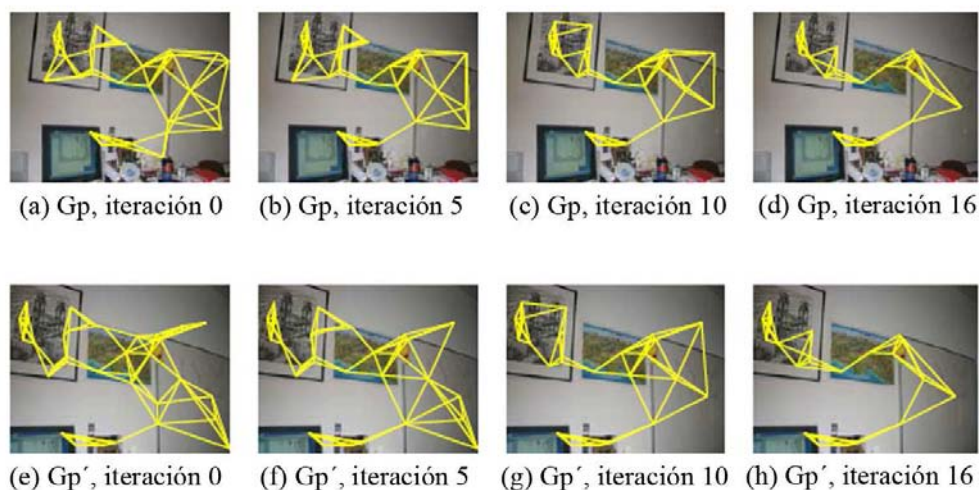 (a) Gp, iteración 0
(b) Gp, iteración 5
(c) Gp, iteración 10
(d) Gp, iteración 16
(e) Gp´, iteración 0
(f) Gp´, iteración 5
(g) Gp´, iteración 10
(h) Gp´, iteración 16